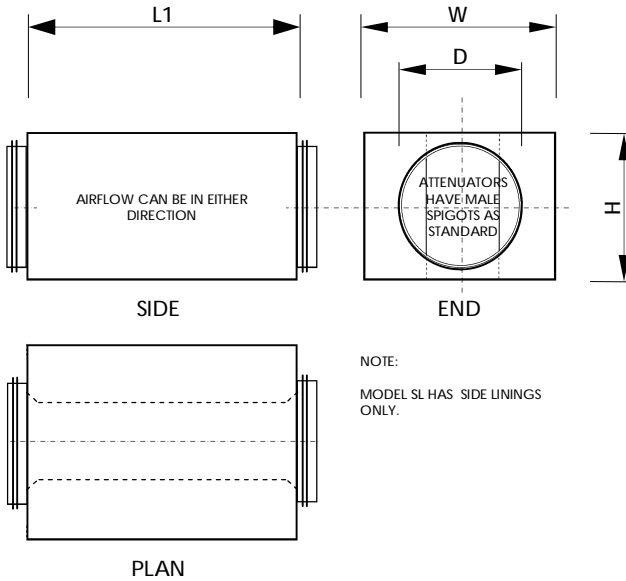 L1
W
D
AIRFLOW CAN BE IN EITHER
DIRECTION
ATTENUATORS
HAVE MALE
SPIGOTS AS
STANDARD
H
SIDE
END
NOTE:
MODEL SL HAS SIDE LININGS
ONLY.
PLAN